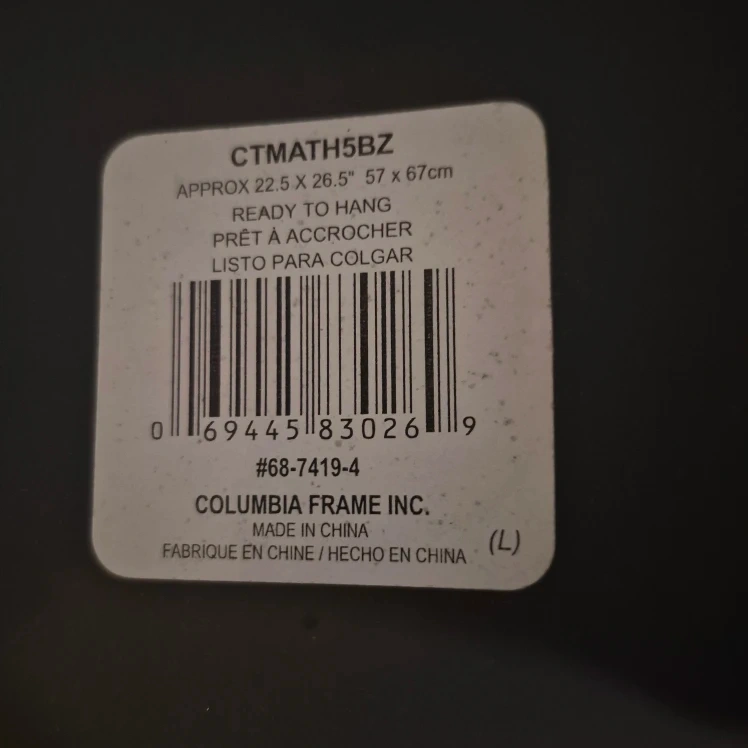 CTMATH5BZ
APPROX 22.5 X 26.5" 57 x 67cm
READY TO HANG
PRÊT À ACCROCHER
LISTO PARA COLGAR
0 69445 83026 9
#68-7419-4
COLUMBIA FRAME INC.
MADE IN CHINA
FABRIQUE EN CHINE / HECHO EN CHINA
(L)